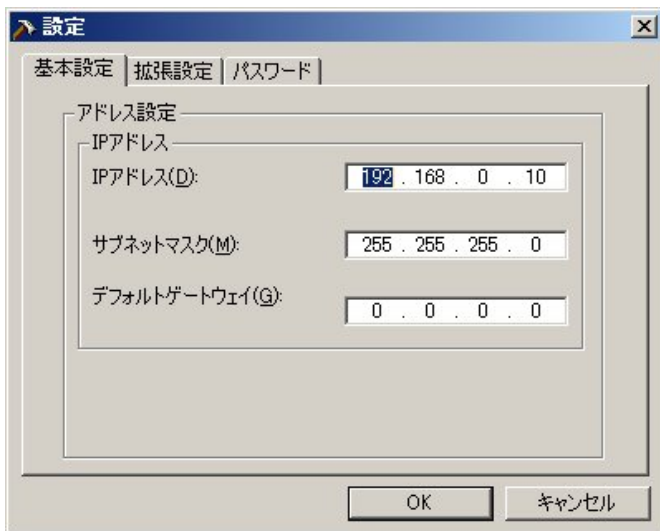 設定
基本設定 拡張設定 パスワード
アドレス設定
IPアドレス
IPアドレス(D): 192 . 168 . 0 . 10
サブネットマスク(M): 255 . 255 . 255 . 0
デフォルトゲートウェイ(G): 0 . 0 . 0 . 0
OK キャンセル